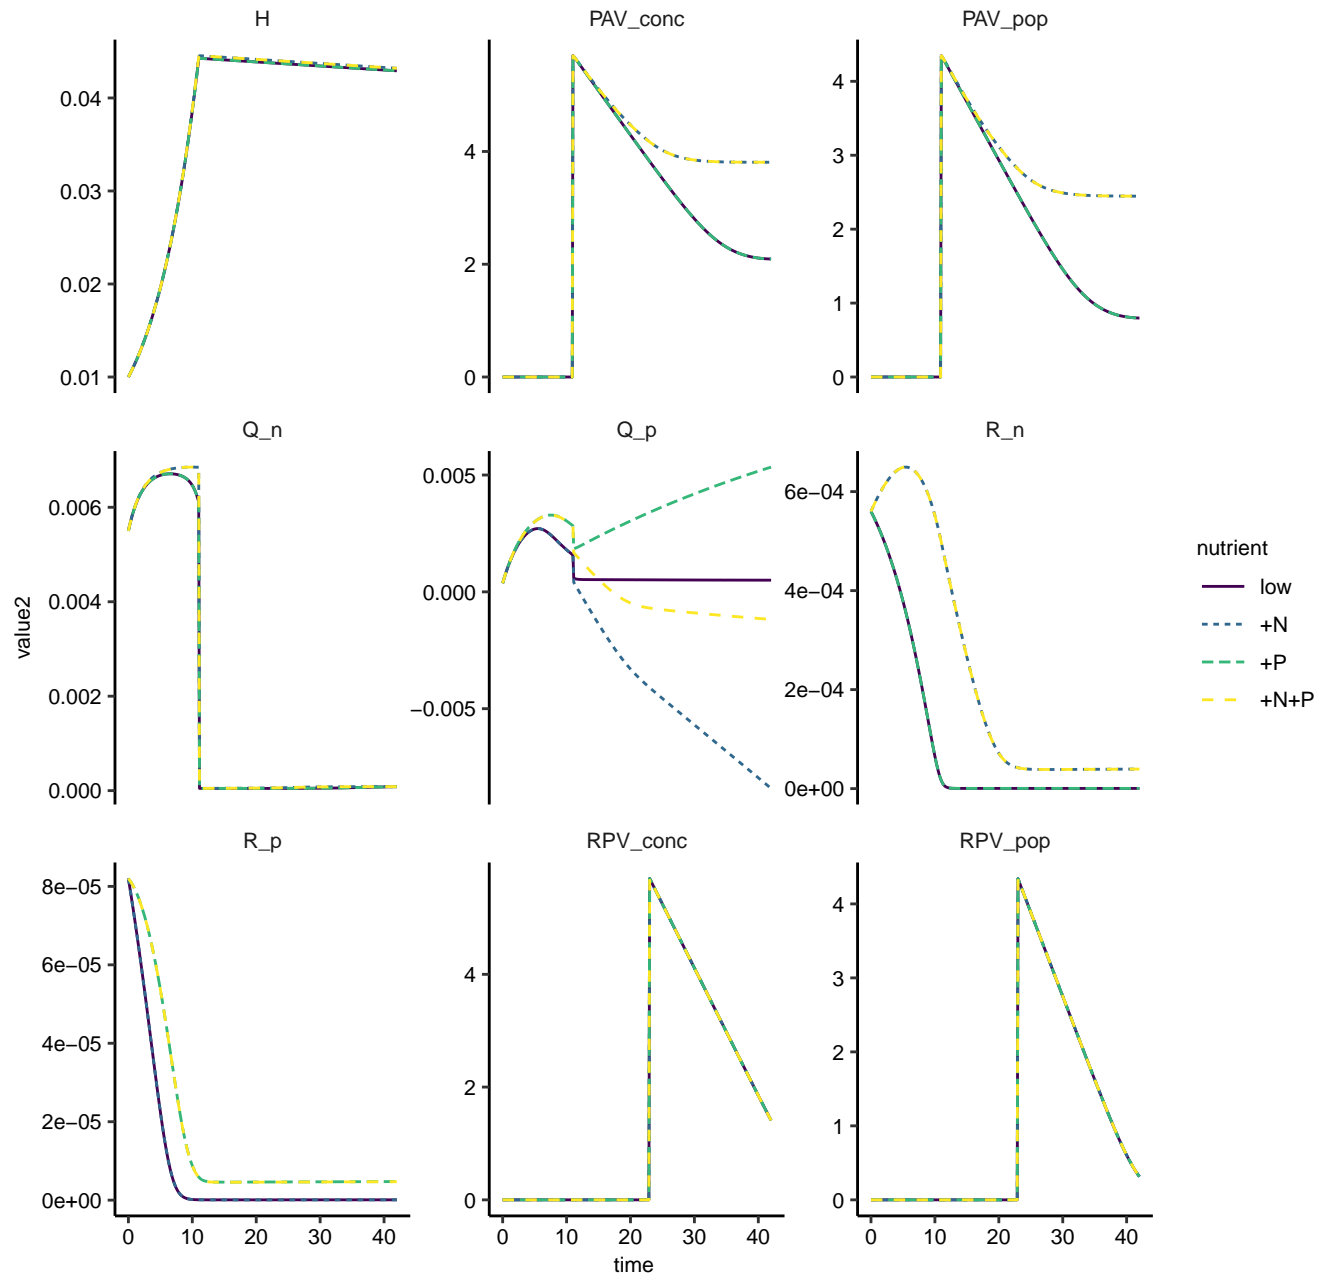 H
PAV_conc
PAV_pop
0.04
0.03
0.02
0.01
4
2
0
4
3
2
1
0
Q_n
Q_p
R_n
0.006
0.004
0.002
0.000
0.005
0.000
−0.005
6e−04
4e−04
2e−04
0e+00
R_p
RPV_conc
RPV_pop
8e−05
6e−05
4e−05
2e−05
0e+00
4
2
0
4
3
2
1
0
0 10 20 30 40
0 10 20 30 40
0 10 20 30 40
time
value2
nutrient
low
+N
+P
+N+P